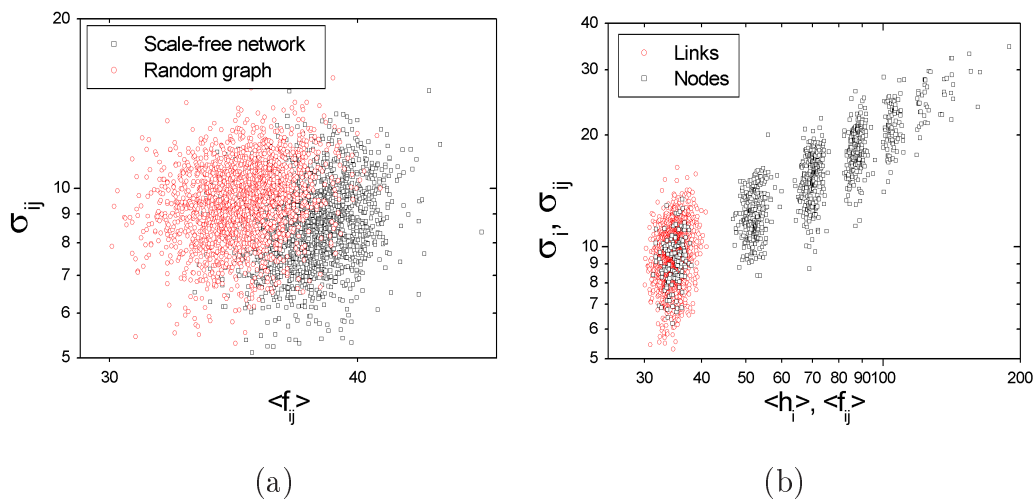 20
10
9
8
7
6
5
30
40
σij
<fij>
Scale-free network
Random graph
(a)
40
30
20
10
9
8
7
6
5
30
40
50
60
70
80
90
100
200
σi, σij
<hi>, <fij>
Links
Nodes
(b)